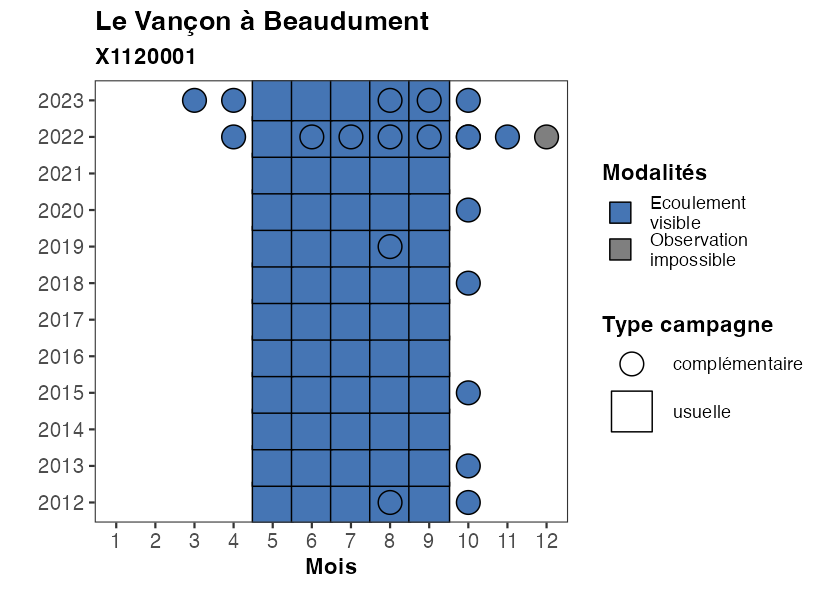 Le Vançon à Beaudument
X1120001
2023
2022
2021
2020
2019
2018
2017
2016
2015
2014
2013
2012
1 2 3 4 5 6 7 8 9 10 11 12
Mois
Modalités
Ecoulement
visible
Observation
impossible
Type campagne
complémentaire
usuelle